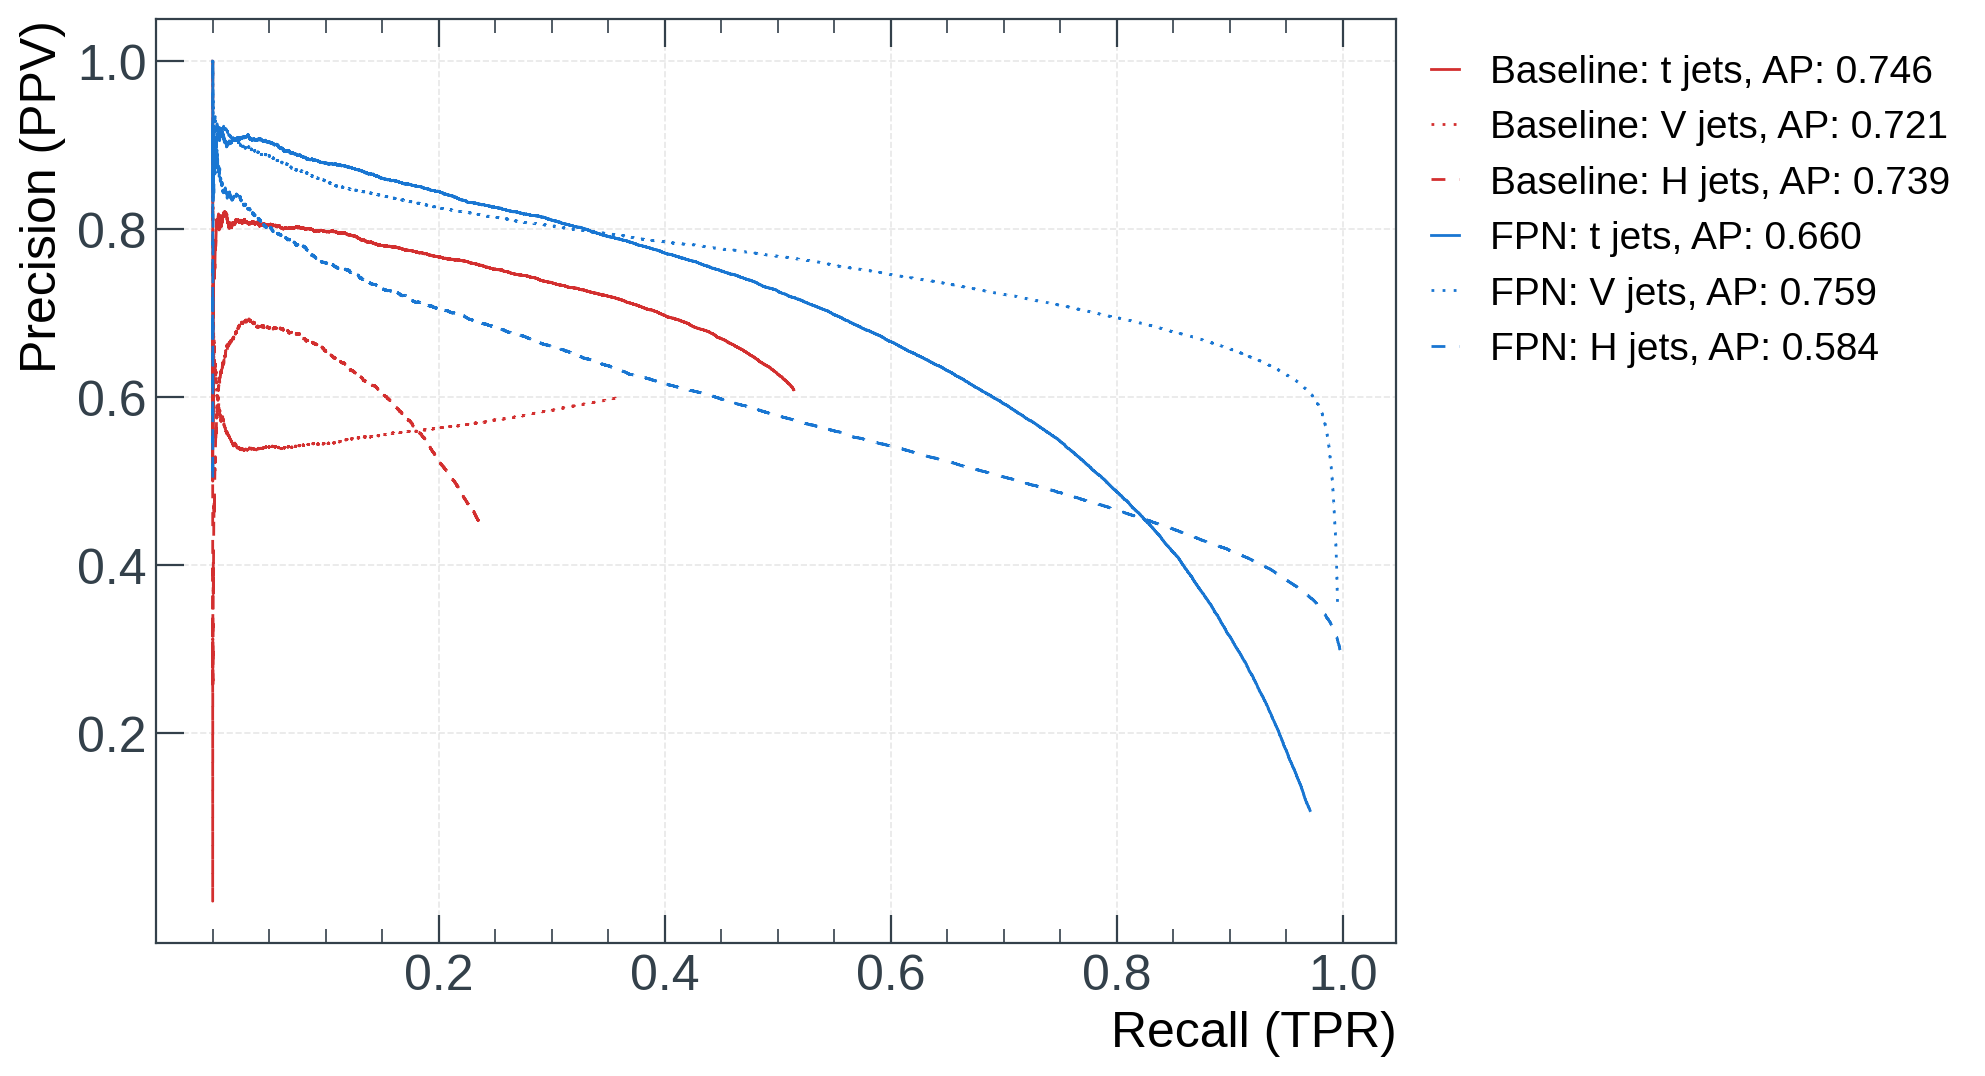 Precision (PPV)
1.0
0.8
0.6
0.4
0.2
0.2 0.4 0.6 0.8 1.0
Recall (TPR)
Baseline: t jets, AP: 0.746
Baseline: V jets, AP: 0.721
Baseline: H jets, AP: 0.739
FPN: t jets, AP: 0.660
FPN: V jets, AP: 0.759
FPN: H jets, AP: 0.584